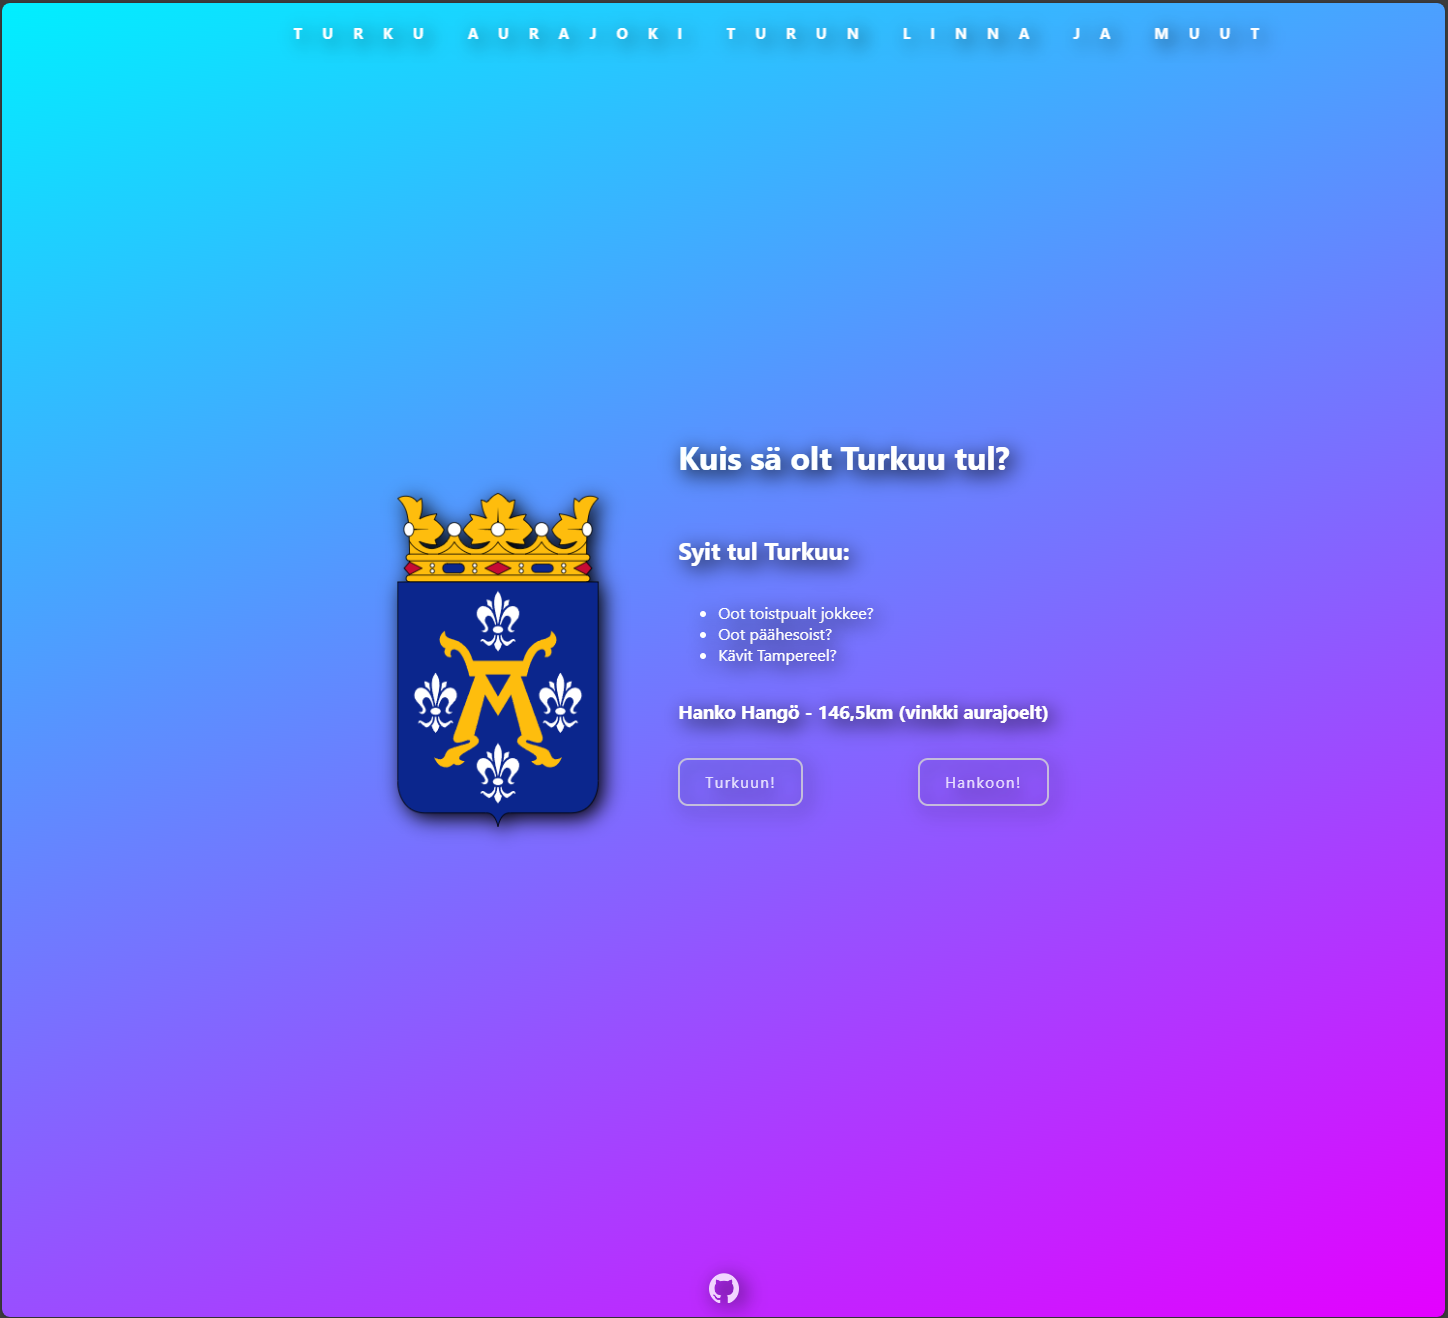 TURKU AURAJOKI TURUN LINNA JA MUUT
Kuis sä olt Turkuu tul?
Syit tul Turkuu:
Oot toistpualt jokkee?
Oot päähesoist?
Kävit Tampereel?
Hanko Hangö - 146,5km (vinkki aurajoelt)
Turkuun!
Hankoon!